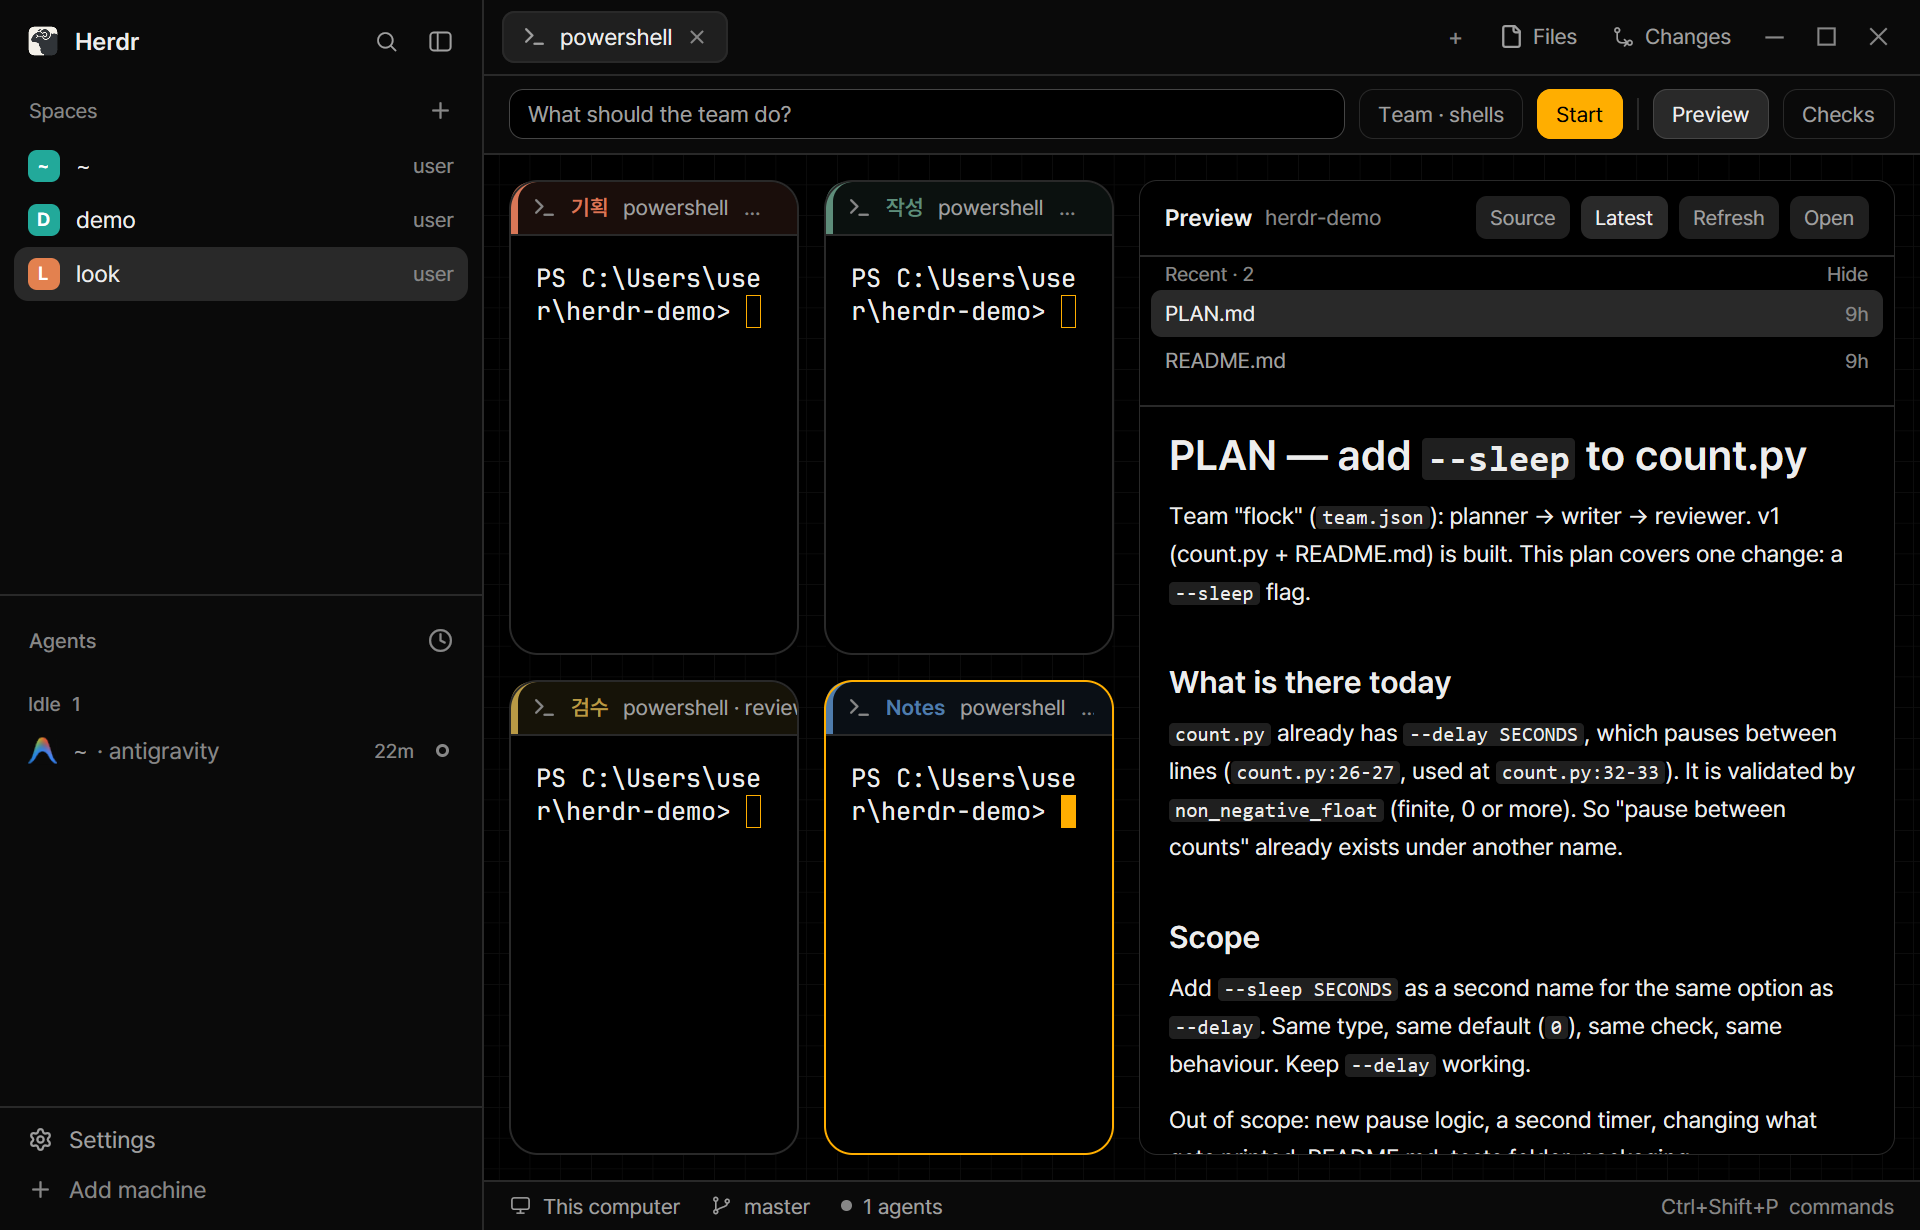 Herdr
Spaces
~ ~ user
D demo user
L look user
Agents
Idle 1
~ · antigravity 22m
Settings
Add machine
powershell
Files
Changes
What should the team do?
Team · shells
Start
Preview
Checks
기획 powershell ...
PS C:\Users\use
r\herdr-demo>
작성 powershell ...
PS C:\Users\use
r\herdr-demo>
검수 powershell · review
PS C:\Users\use
r\herdr-demo>
Notes powershell ...
PS C:\Users\use
r\herdr-demo>
Preview herdr-demo Source Latest Refresh Open
Recent · 2 Hide
PLAN.md 9h
README.md 9h
PLAN — add --sleep to count.py
Team "flock" (team.json): planner → writer → reviewer. v1
(count.py + README.md) is built. This plan covers one change: a
--sleep flag.
What is there today
count.py already has --delay SECONDS, which pauses between
lines (count.py:26-27, used at count.py:32-33). It is validated by
non_negative_float (finite, 0 or more). So "pause between
counts" already exists under another name.
Scope
Add --sleep SECONDS as a second name for the same option as
--delay. Same type, same default (0), same check, same
behaviour. Keep --delay working.
Out of scope: new pause logic, a second timer, changing what
This computer
master
1 agents
Ctrl+Shift+P commands